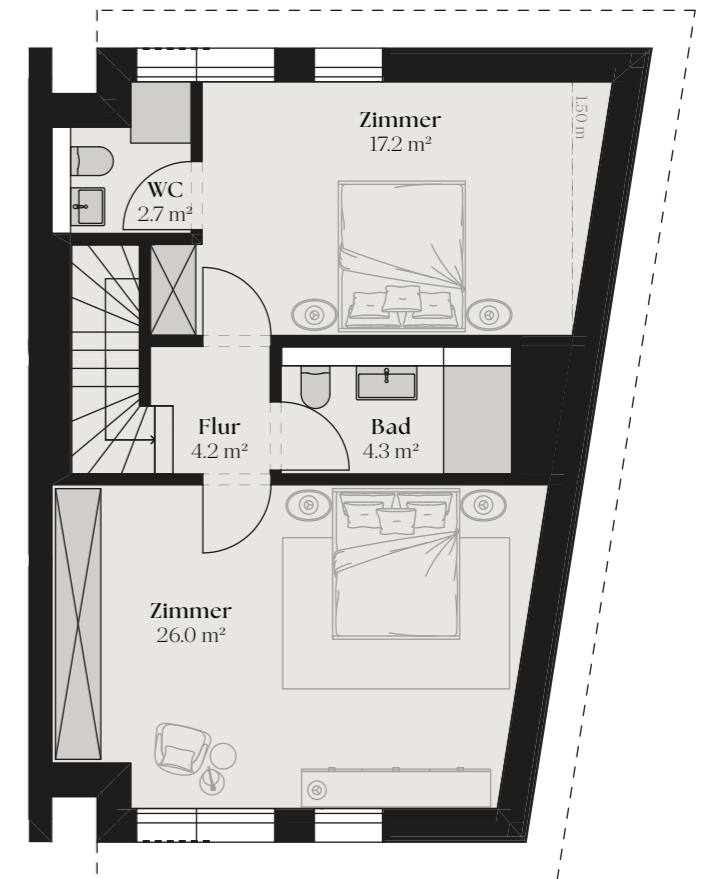 Zimmer
17.2 m²
1.50 m
WC
2.7 m²
Flur
4.2 m²
Bad
4.3 m²
Zimmer
26.0 m²